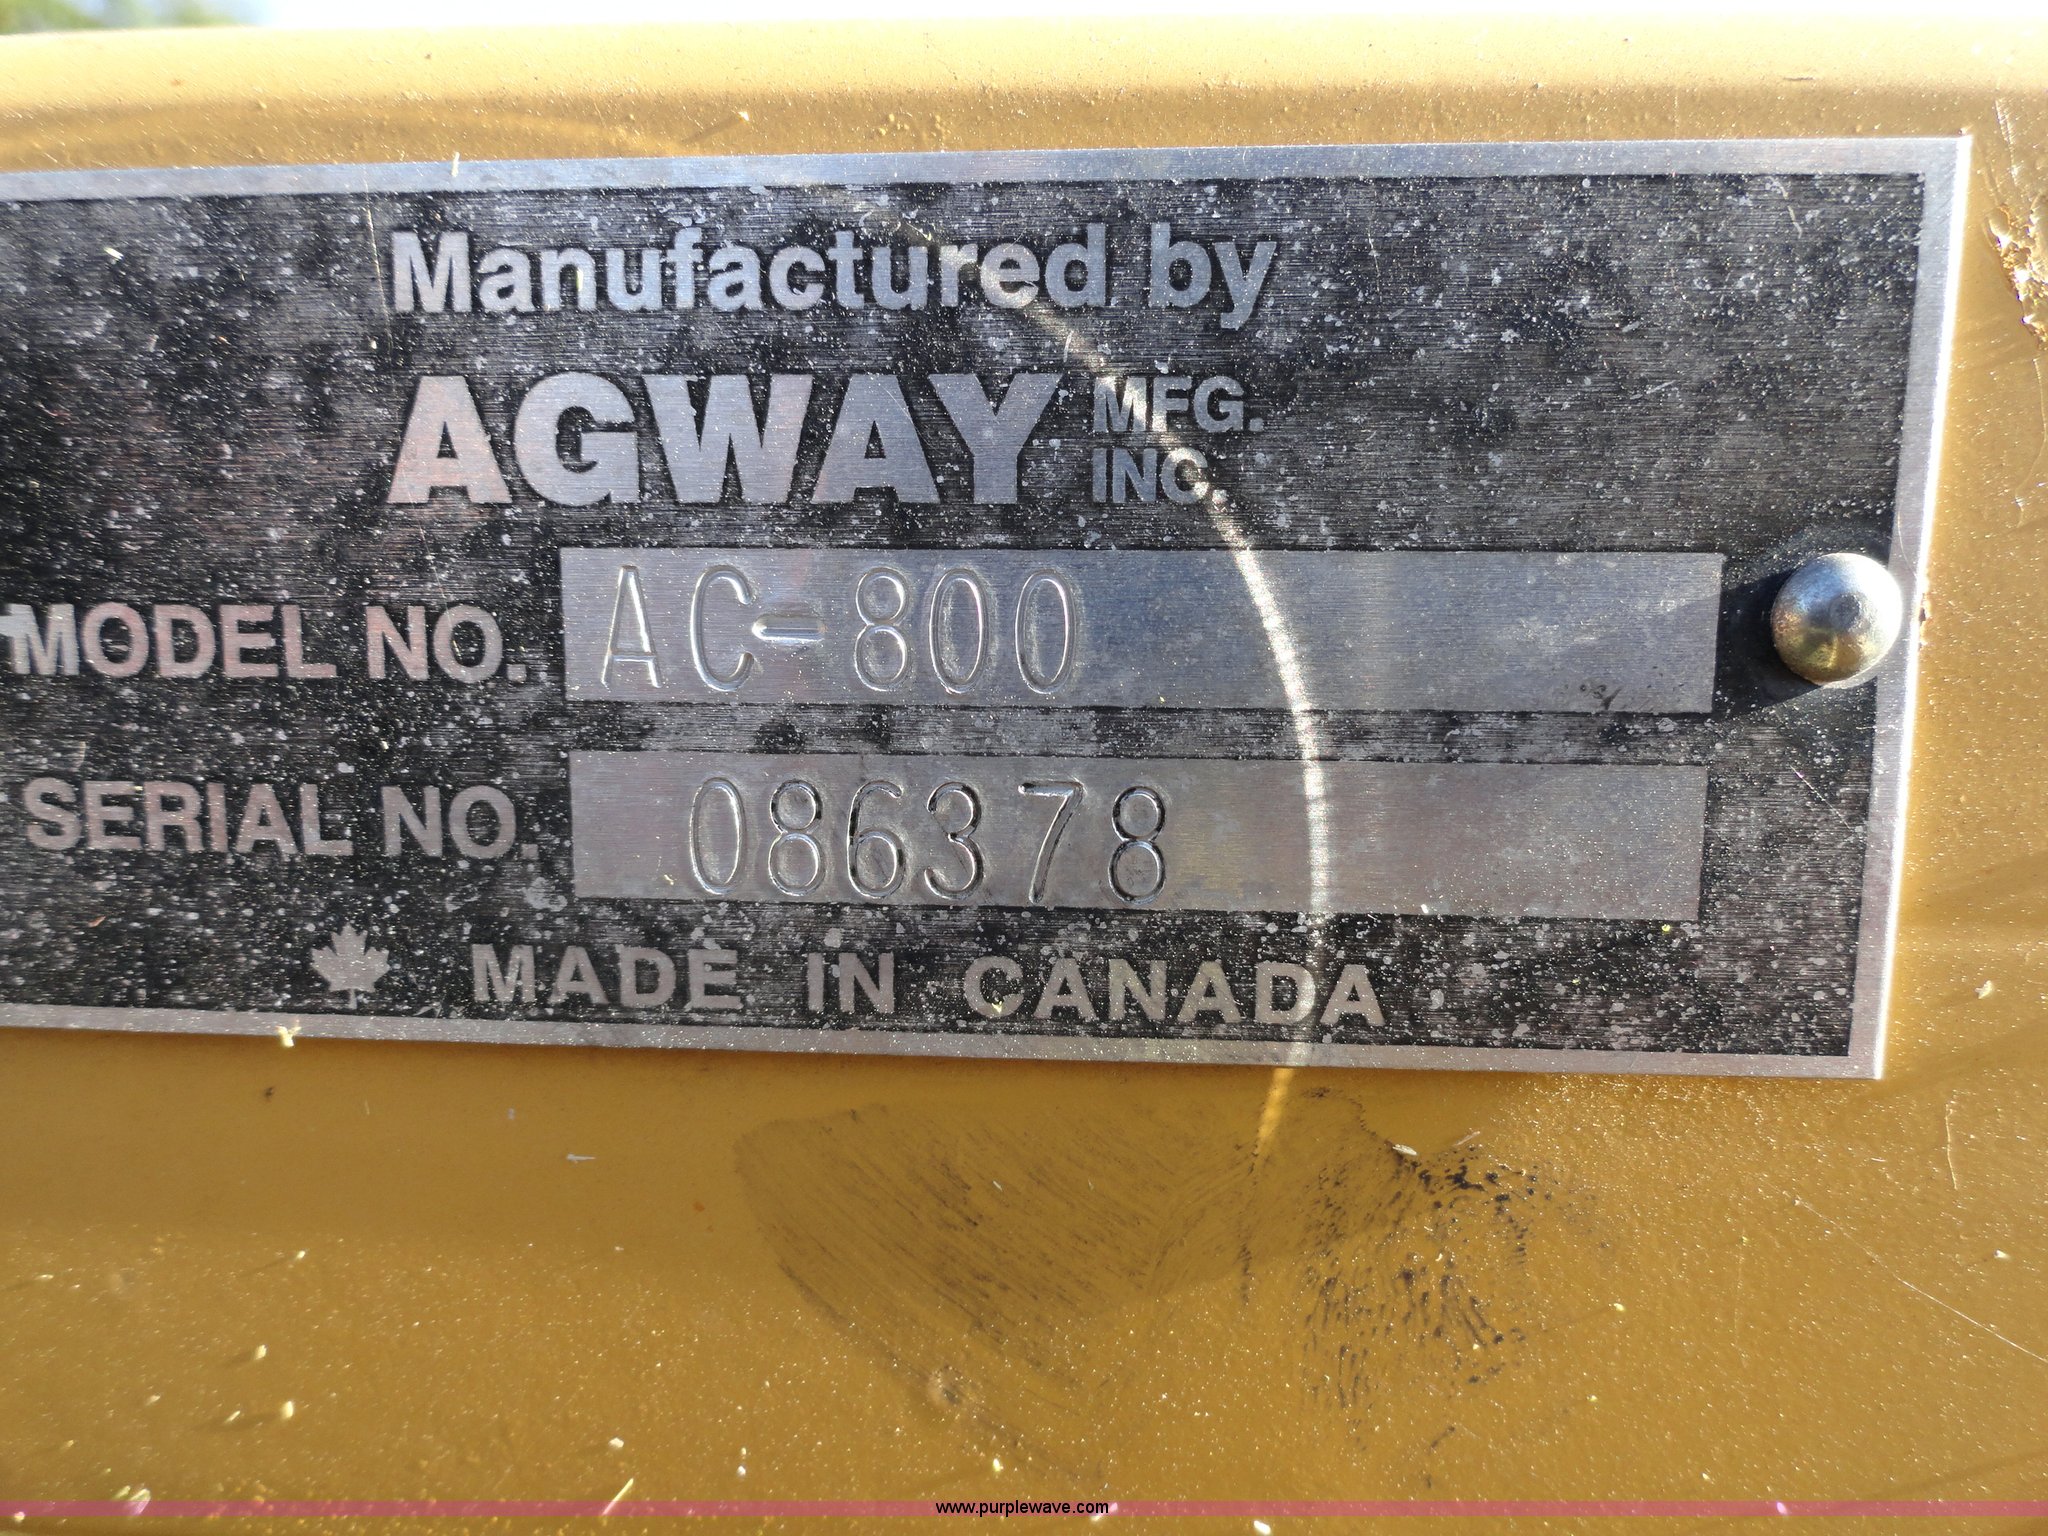 Manufactured by
AGWAY MFG. INC.
MODEL NO. AC-800
SERIAL NO. 086378
MADE IN CANADA
www.purplewave.com